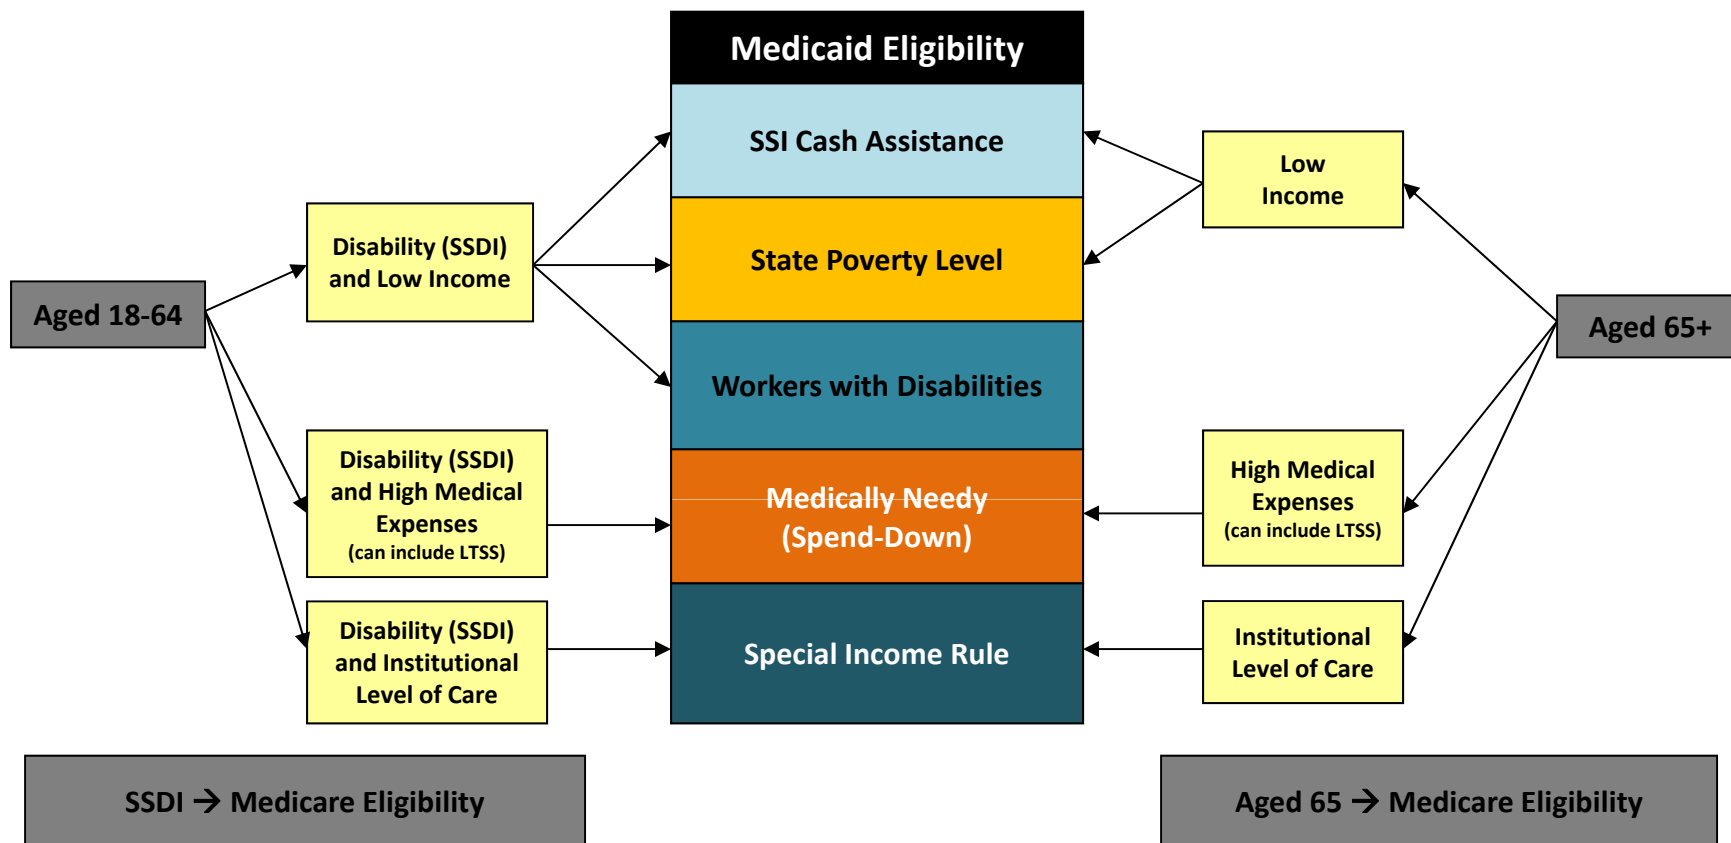 Medicaid Eligibility
SSI Cash Assistance
State Poverty Level
Workers with Disabilities
Medically Needy
(Spend-Down)
Special Income Rule
Aged 18-64
Disability (SSDI)
and Low Income
Disability (SSDI)
and High Medical
Expenses
(can include LTSS)
Disability (SSDI)
and Institutional
Level of Care
Low
Income
High Medical
Expenses
(can include LTSS)
Institutional
Level of Care
Aged 65+
SSDI → Medicare Eligibility
Aged 65 → Medicare Eligibility